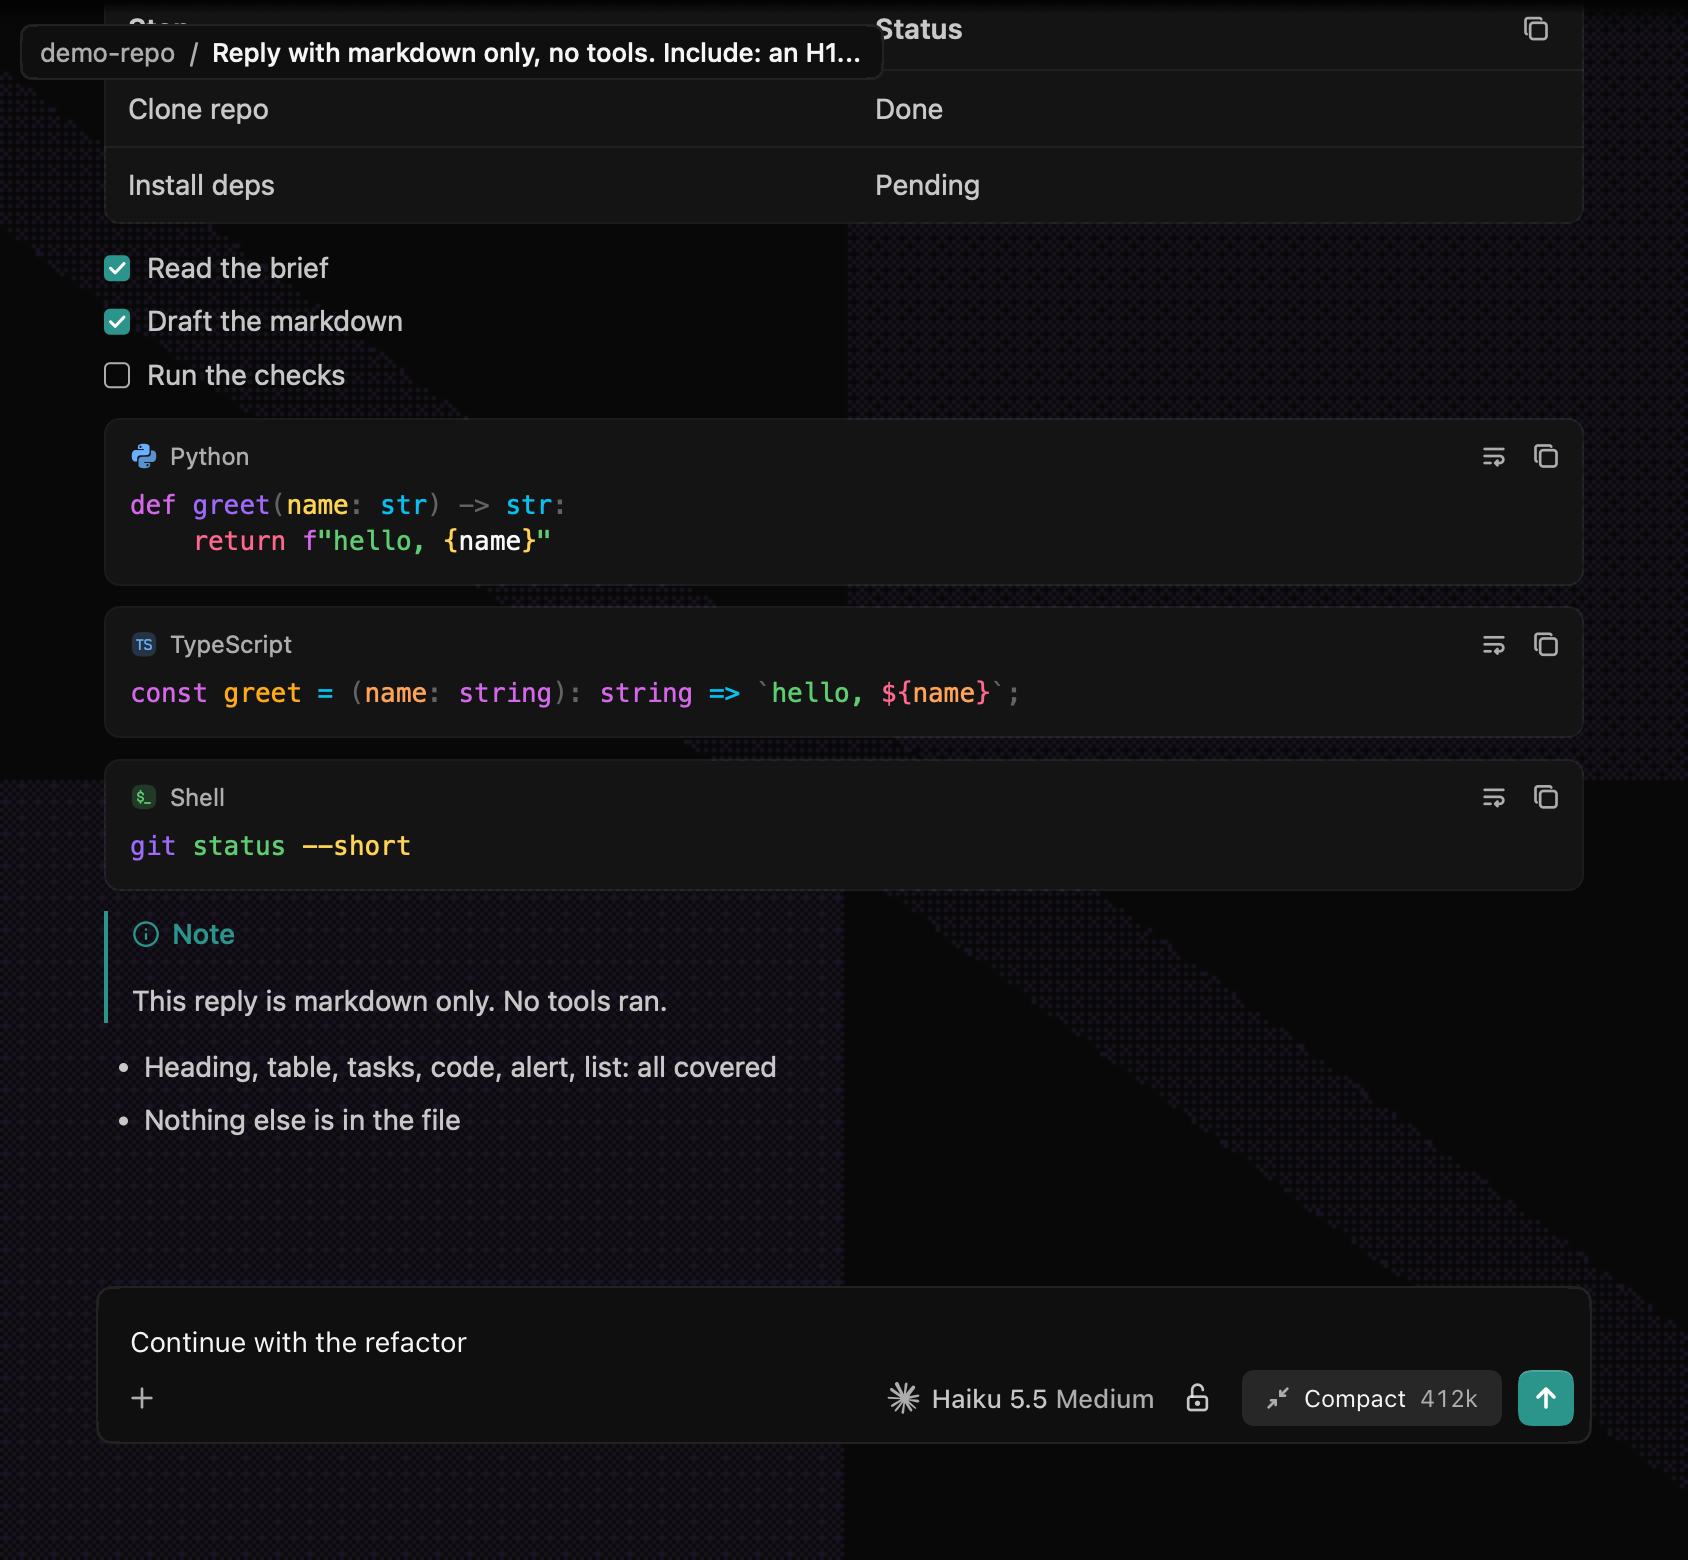 Status
demo-repo / Reply with markdown only, no tools. Include: an H1...
Clone repo Done
Install deps Pending
Read the brief
Draft the markdown
Run the checks
Python
def greet(name: str) -> str:
    return f"hello, {name}"
TS TypeScript
const greet = (name: string): string => `hello, ${name}`;
$_ Shell
git status --short
Note
This reply is markdown only. No tools ran.
• Heading, table, tasks, code, alert, list: all covered
• Nothing else is in the file
Continue with the refactor
Haiku 5.5 Medium Compact 412k